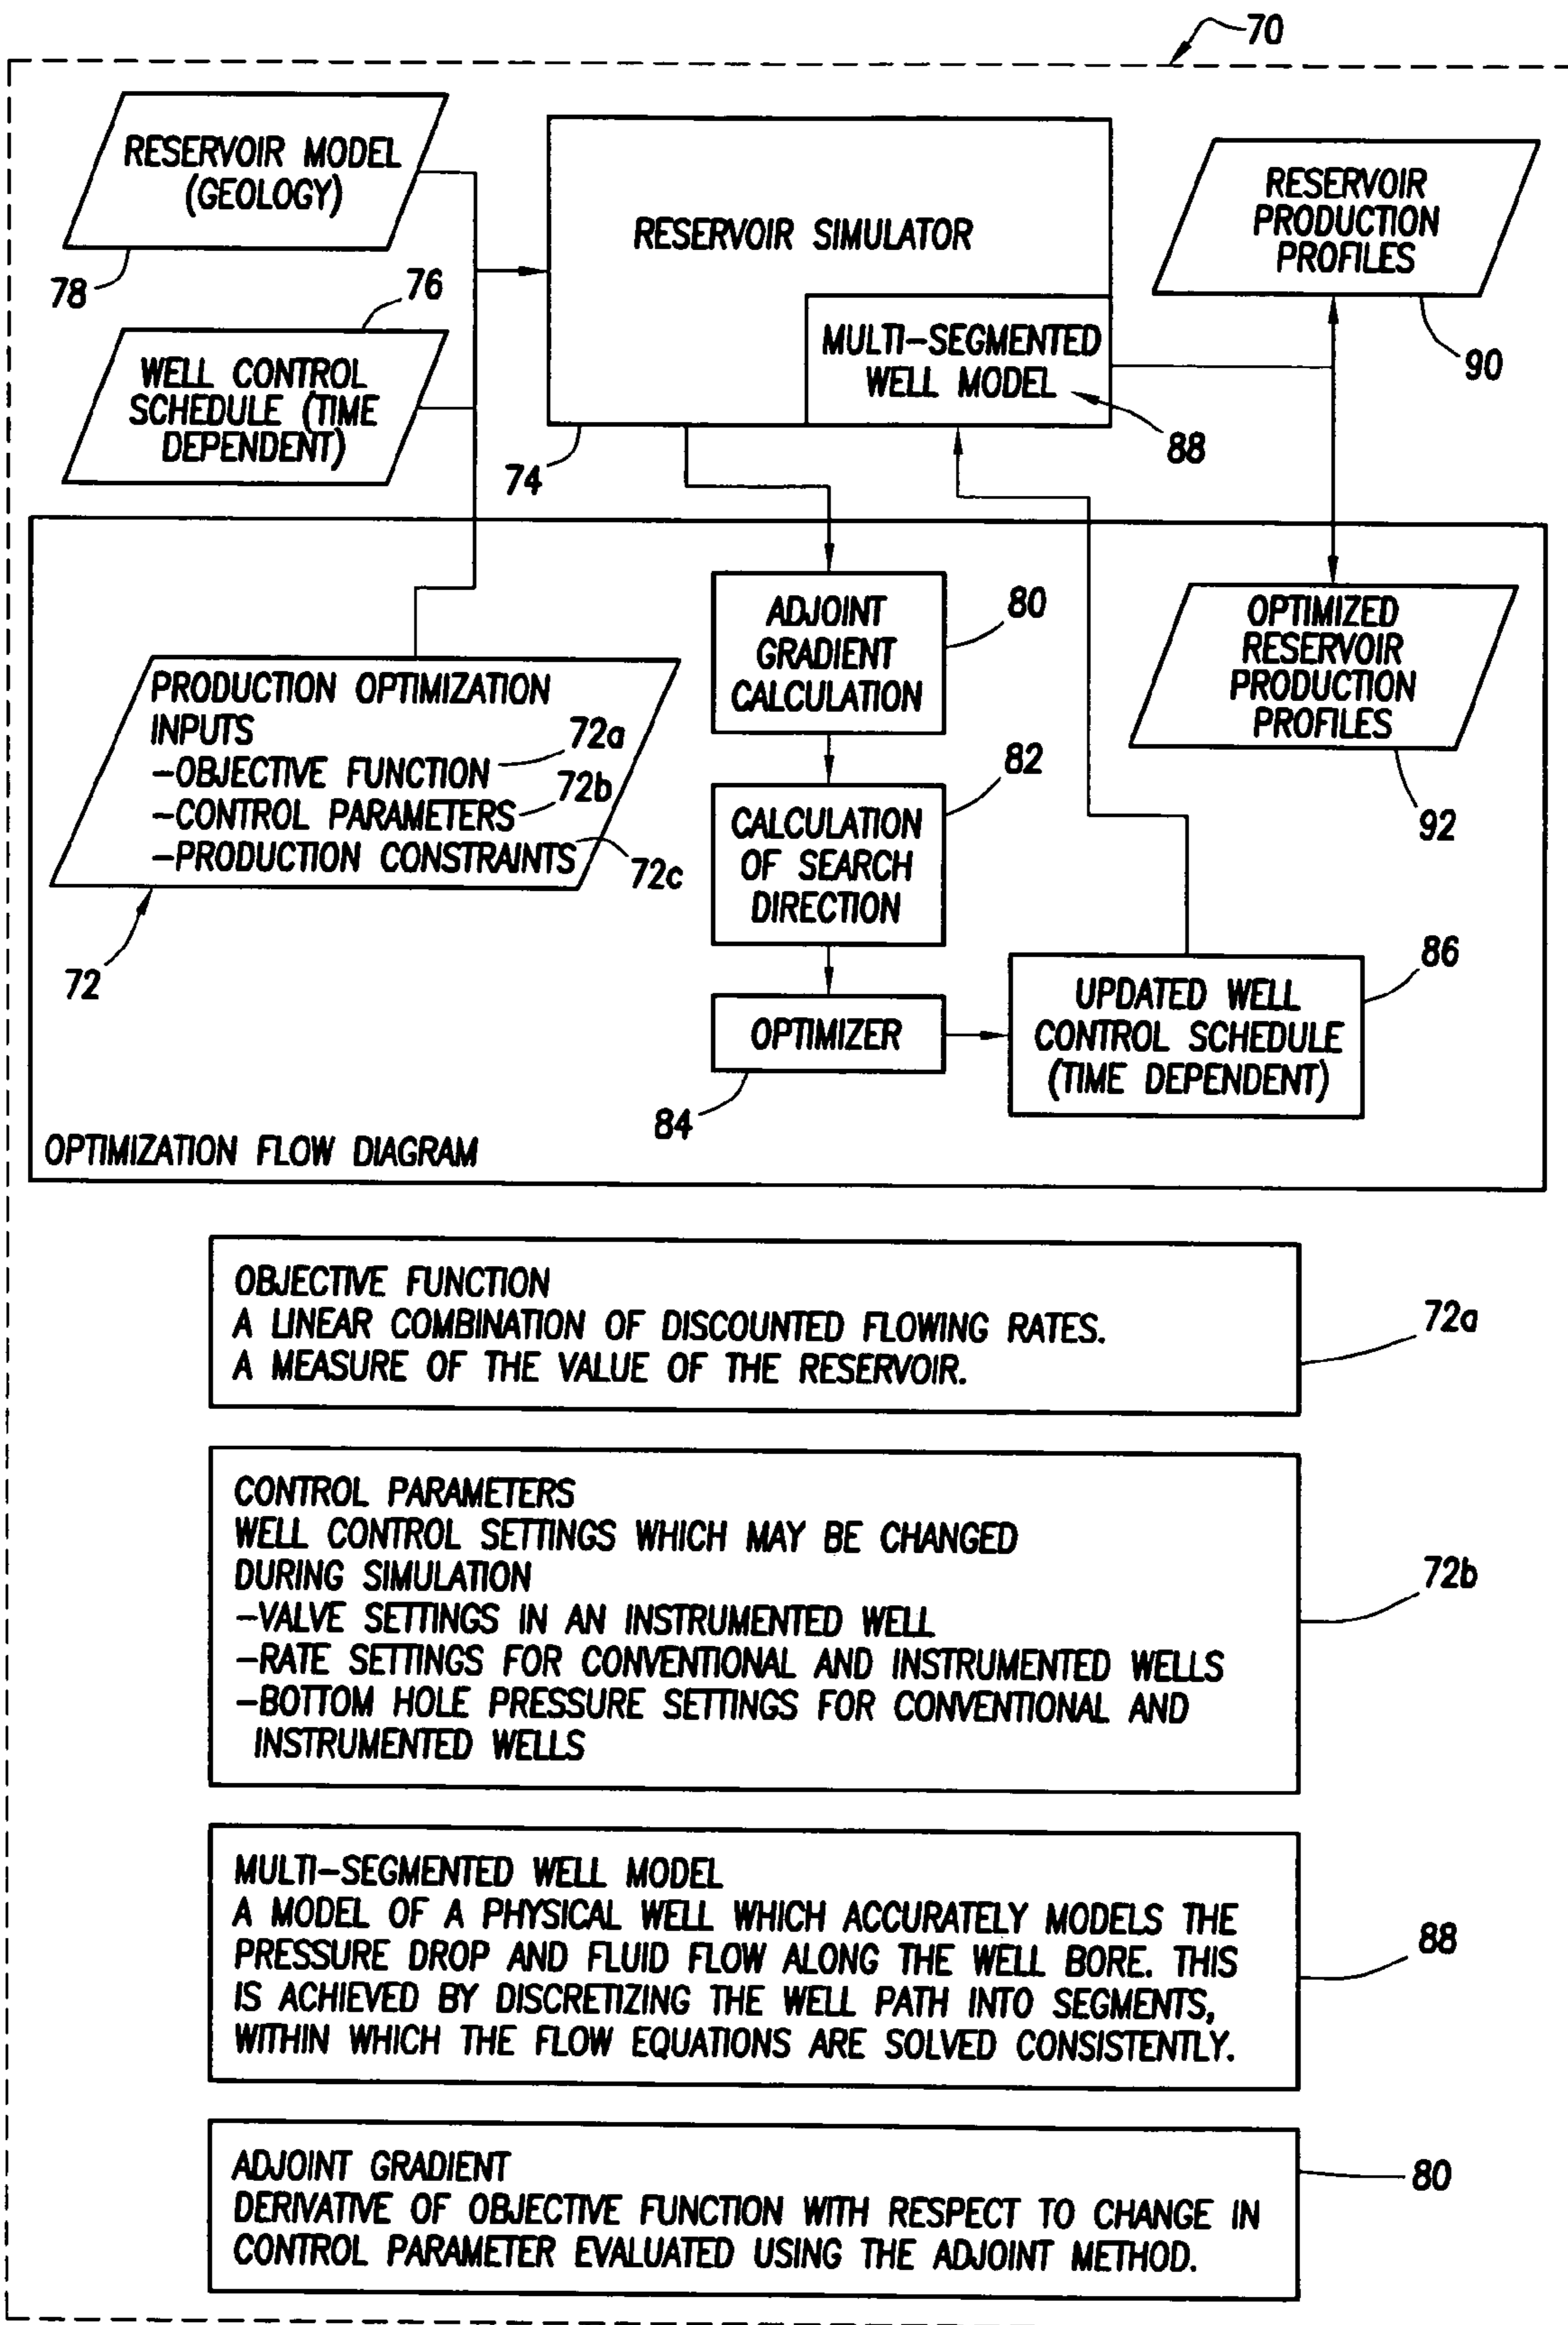 70
RESERVOIR MODEL
(GEOLOGY)
78
76
WELL CONTROL
SCHEDULE (TIME
DEPENDENT)
RESERVOIR SIMULATOR
MULTI-SEGMENTED
WELL MODEL
88
74
RESERVOIR
PRODUCTION
PROFILES
90
PRODUCTION OPTIMIZATION
INPUTS
-OBJECTIVE FUNCTION
72a
-CONTROL PARAMETERS
72b
-PRODUCTION CONSTRAINTS
72c
72
ADJOINT
GRADIENT
CALCULATION
80
CALCULATION
OF SEARCH
DIRECTION
82
OPTIMIZER
84
UPDATED WELL
CONTROL SCHEDULE
(TIME DEPENDENT)
86
OPTIMIZED
RESERVOIR
PRODUCTION
PROFILES
92
OPTIMIZATION FLOW DIAGRAM
OBJECTIVE FUNCTION
A LINEAR COMBINATION OF DISCOUNTED FLOWING RATES.
A MEASURE OF THE VALUE OF THE RESERVOIR.
72a
CONTROL PARAMETERS
WELL CONTROL SETTINGS WHICH MAY BE CHANGED
DURING SIMULATION
-VALVE SETTINGS IN AN INSTRUMENTED WELL
-RATE SETTINGS FOR CONVENTIONAL AND INSTRUMENTED WELLS
-BOTTOM HOLE PRESSURE SETTINGS FOR CONVENTIONAL AND
INSTRUMENTED WELLS
72b
MULTI-SEGMENTED WELL MODEL
A MODEL OF A PHYSICAL WELL WHICH ACCURATELY MODELS THE
PRESSURE DROP AND FLUID FLOW ALONG THE WELL BORE. THIS
IS ACHIEVED BY DISCRETIZING THE WELL PATH INTO SEGMENTS,
WITHIN WHICH THE FLOW EQUATIONS ARE SOLVED CONSISTENTLY.
88
ADJOINT GRADIENT
DERIVATIVE OF OBJECTIVE FUNCTION WITH RESPECT TO CHANGE IN
CONTROL PARAMETER EVALUATED USING THE ADJOINT METHOD.
80